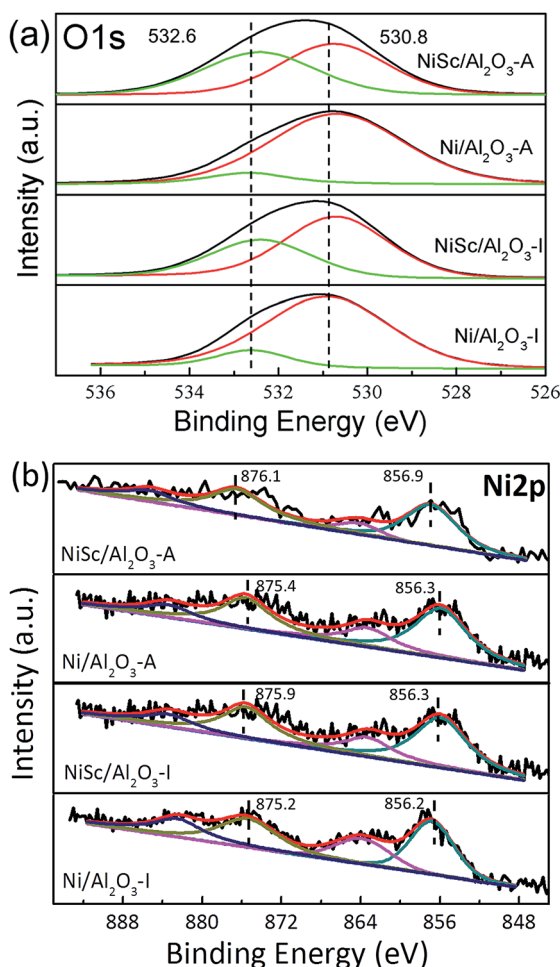 (a) O1s
532.6
530.8
NiSc/Al₂O₃-A
Ni/Al₂O₃-A
NiSc/Al₂O₃-I
Ni/Al₂O₃-I
Intensity (a.u.)
536 534 532 530 528 526
Binding Energy (eV)
(b)
Ni2p
876.1
856.9
NiSc/Al₂O₃-A
875.4
856.3
Ni/Al₂O₃-A
875.9
856.3
NiSc/Al₂O₃-I
875.2
856.2
Ni/Al₂O₃-I
Intensity (a.u.)
888 880 872 864 856 848
Binding Energy (eV)